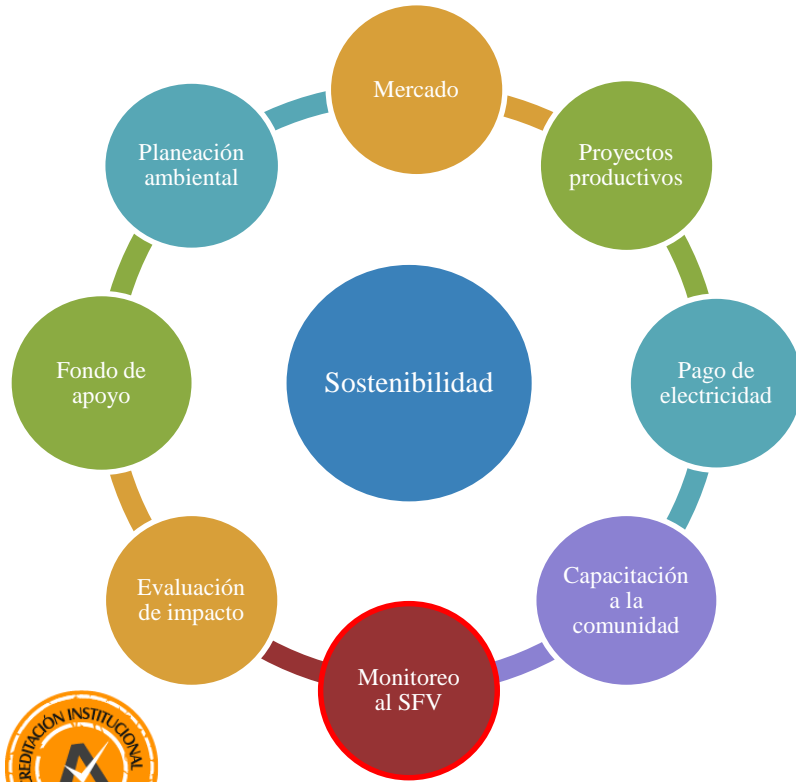 Mercado
Proyectos
productivos
Pago de
electricidad
Capacitación
a la
comunidad
Monitoreo
al SFV
Evaluación
de impacto
Fondo de
apoyo
Planeación
ambiental
Sostenibilidad
INSTITUCIONAL